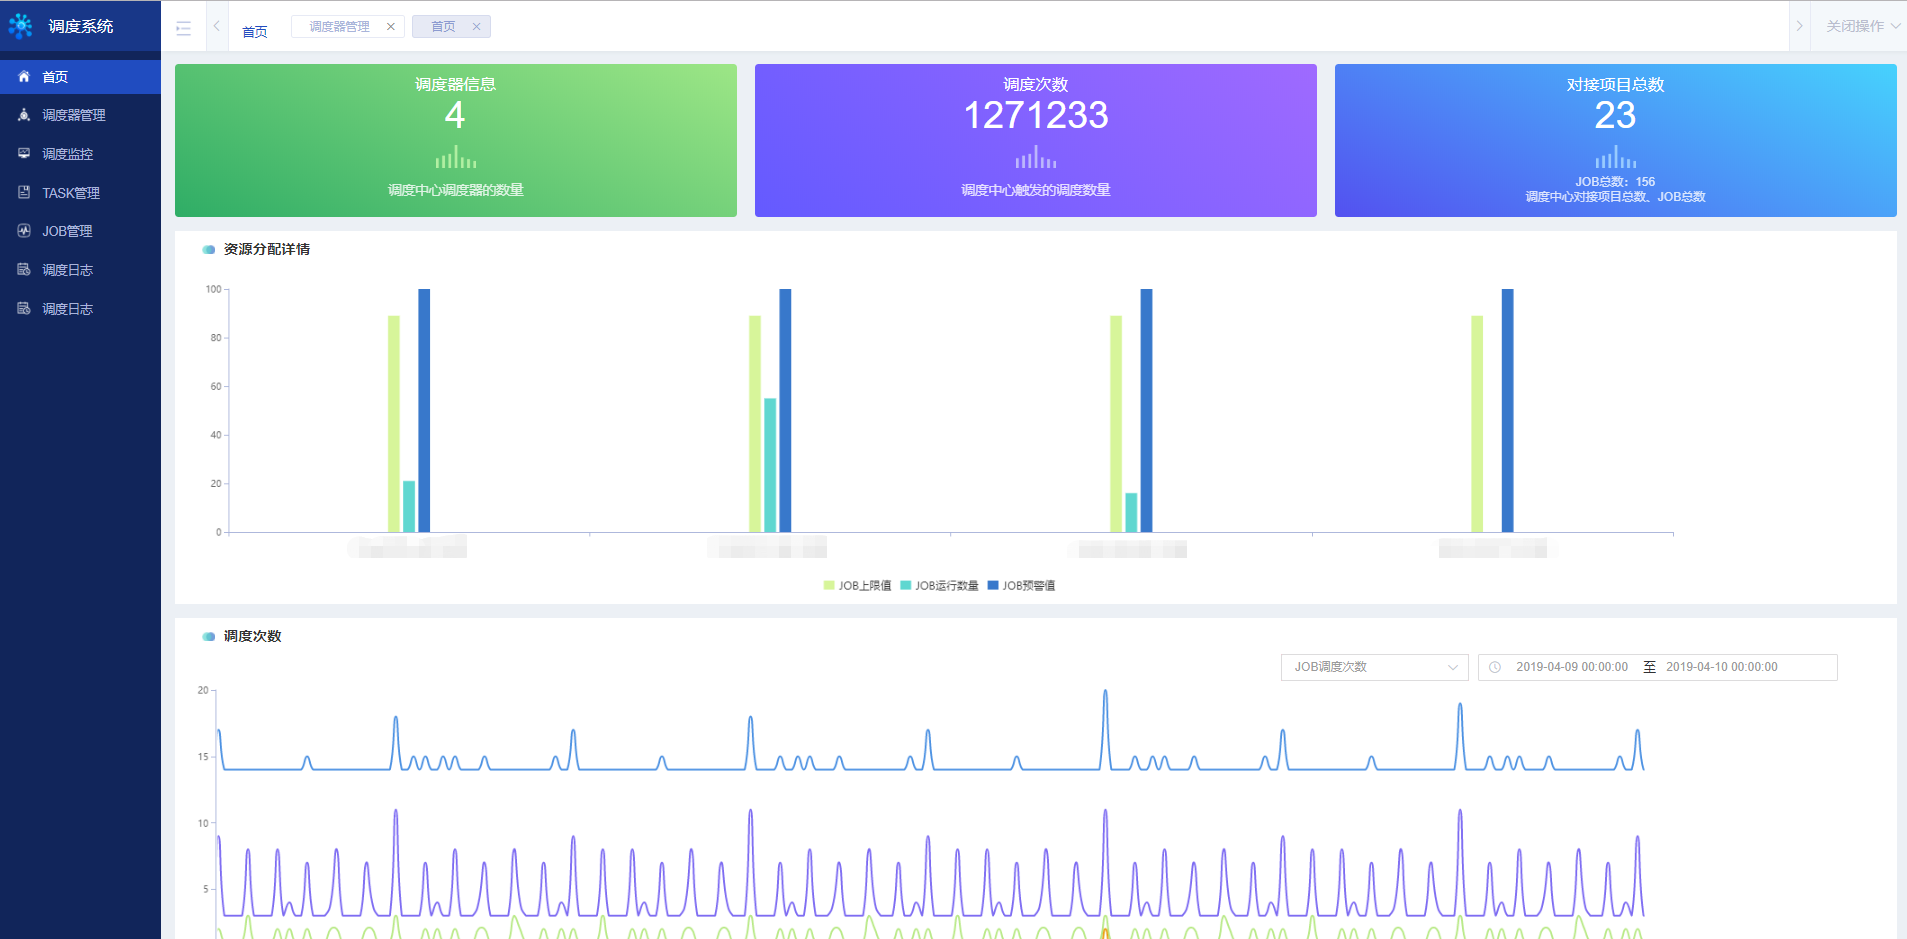 调度系统
首页
调度器管理
调度监控
TASK管理
JOB管理
调度日志
调度日志
首页
调度器管理
首页
关闭操作
调度器信息
4
调度中心调度器的数量
调度次数
1271233
调度中心触发的调度数量
对接项目总数
23
JOB总数：156
调度中心对接项目总数、JOB总数
资源分配详情
100
80
60
40
20
0
JOB上限值 JOB运行数量 JOB预警值
调度次数
JOB调度次数 2019-04-09 00:00:00 至 2019-04-10 00:00:00
20
15
10
5